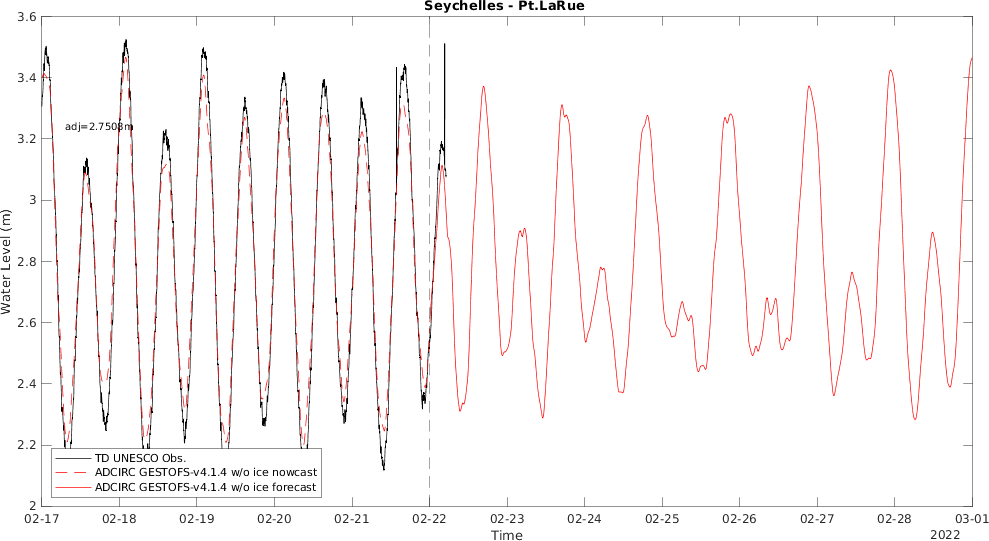 Seychelles - Pt.LaRue
3.6
3.4
3.2
3
2.8
2.6
2.4
2.2
2
Water Level (m)
adj=2.7503m
TD UNESCO Obs.
ADCIRC GESTOFS-v4.1.4 w/o ice nowcast
ADCIRC GESTOFS-v4.1.4 w/o ice forecast
02-17 02-18 02-19 02-20 02-21 02-22 02-23 02-24 02-25 02-26 02-27 02-28 03-01
Time
2022